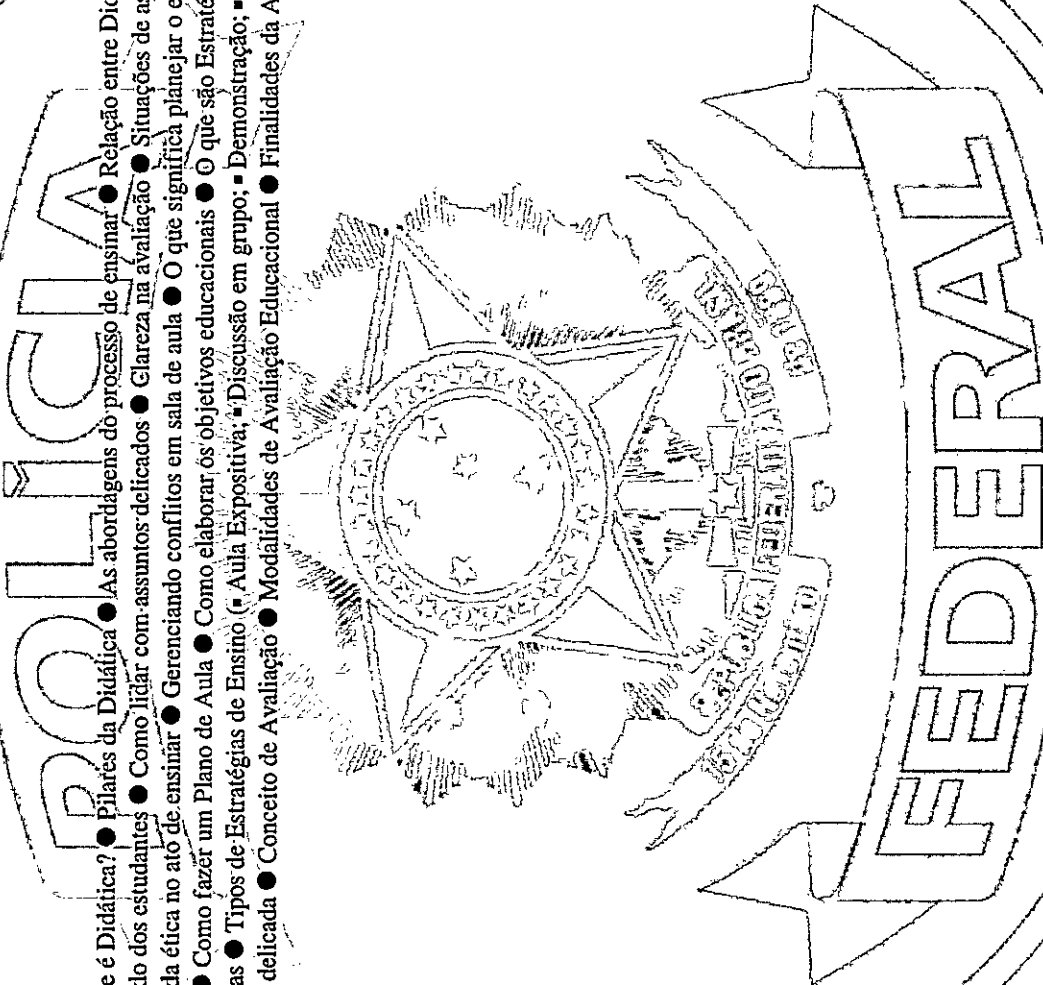 POLÍCIA
e é Didática? ● Pilares da Didática ● As abordagens do processo de ensinar ● Relação entre Dic
do dos estudantes ● Como lidar com assuntos delicados ● Clareza na avaliação ● Situações de as
da ética no ato de ensinar ● Gerenciando conflitos em sala de aula ● O que significa planejar o e
● Como fazer um Plano de Aula ● Como elaborar os objetivos educacionais ● O que são Estraté
as ● Tipos de Estratégias de Ensino (▪ Aula Expositiva; ▪ Discussão em grupo; ▪ Demonstração; ▪
delicada ● Conceito de Avaliação ● Modalidades de Avaliação Educacional ● Finalidades da A
FEDERAL